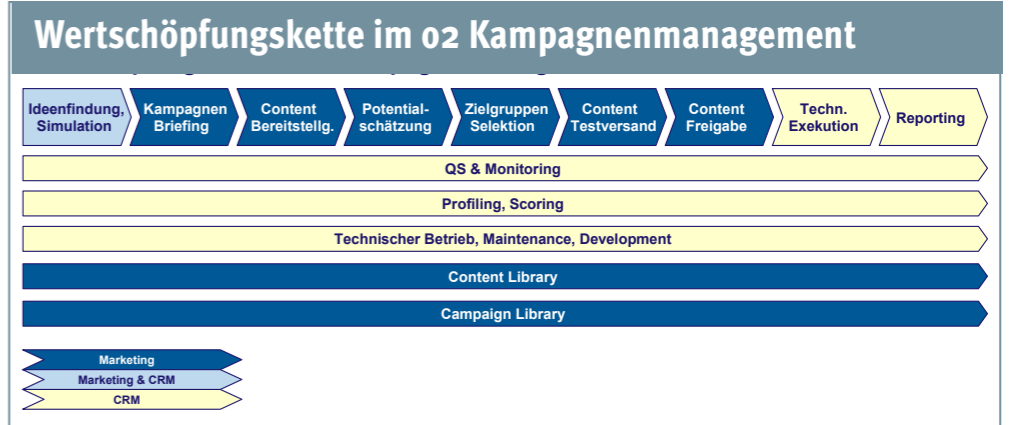 Wertschöpfungskette im o2 Kampagnenmanagement
Ideenfindung,
Simulation
Kampagnen
Briefing
Content
Bereitstellg.
Potential-
schätzung
Zielgruppen
Selektion
Content
Testversand
Content
Freigabe
Techn.
Exekution
Reporting
QS & Monitoring
Profiling, Scoring
Technischer Betrieb, Maintenance, Development
Content Library
Campaign Library
Marketing
Marketing & CRM
CRM